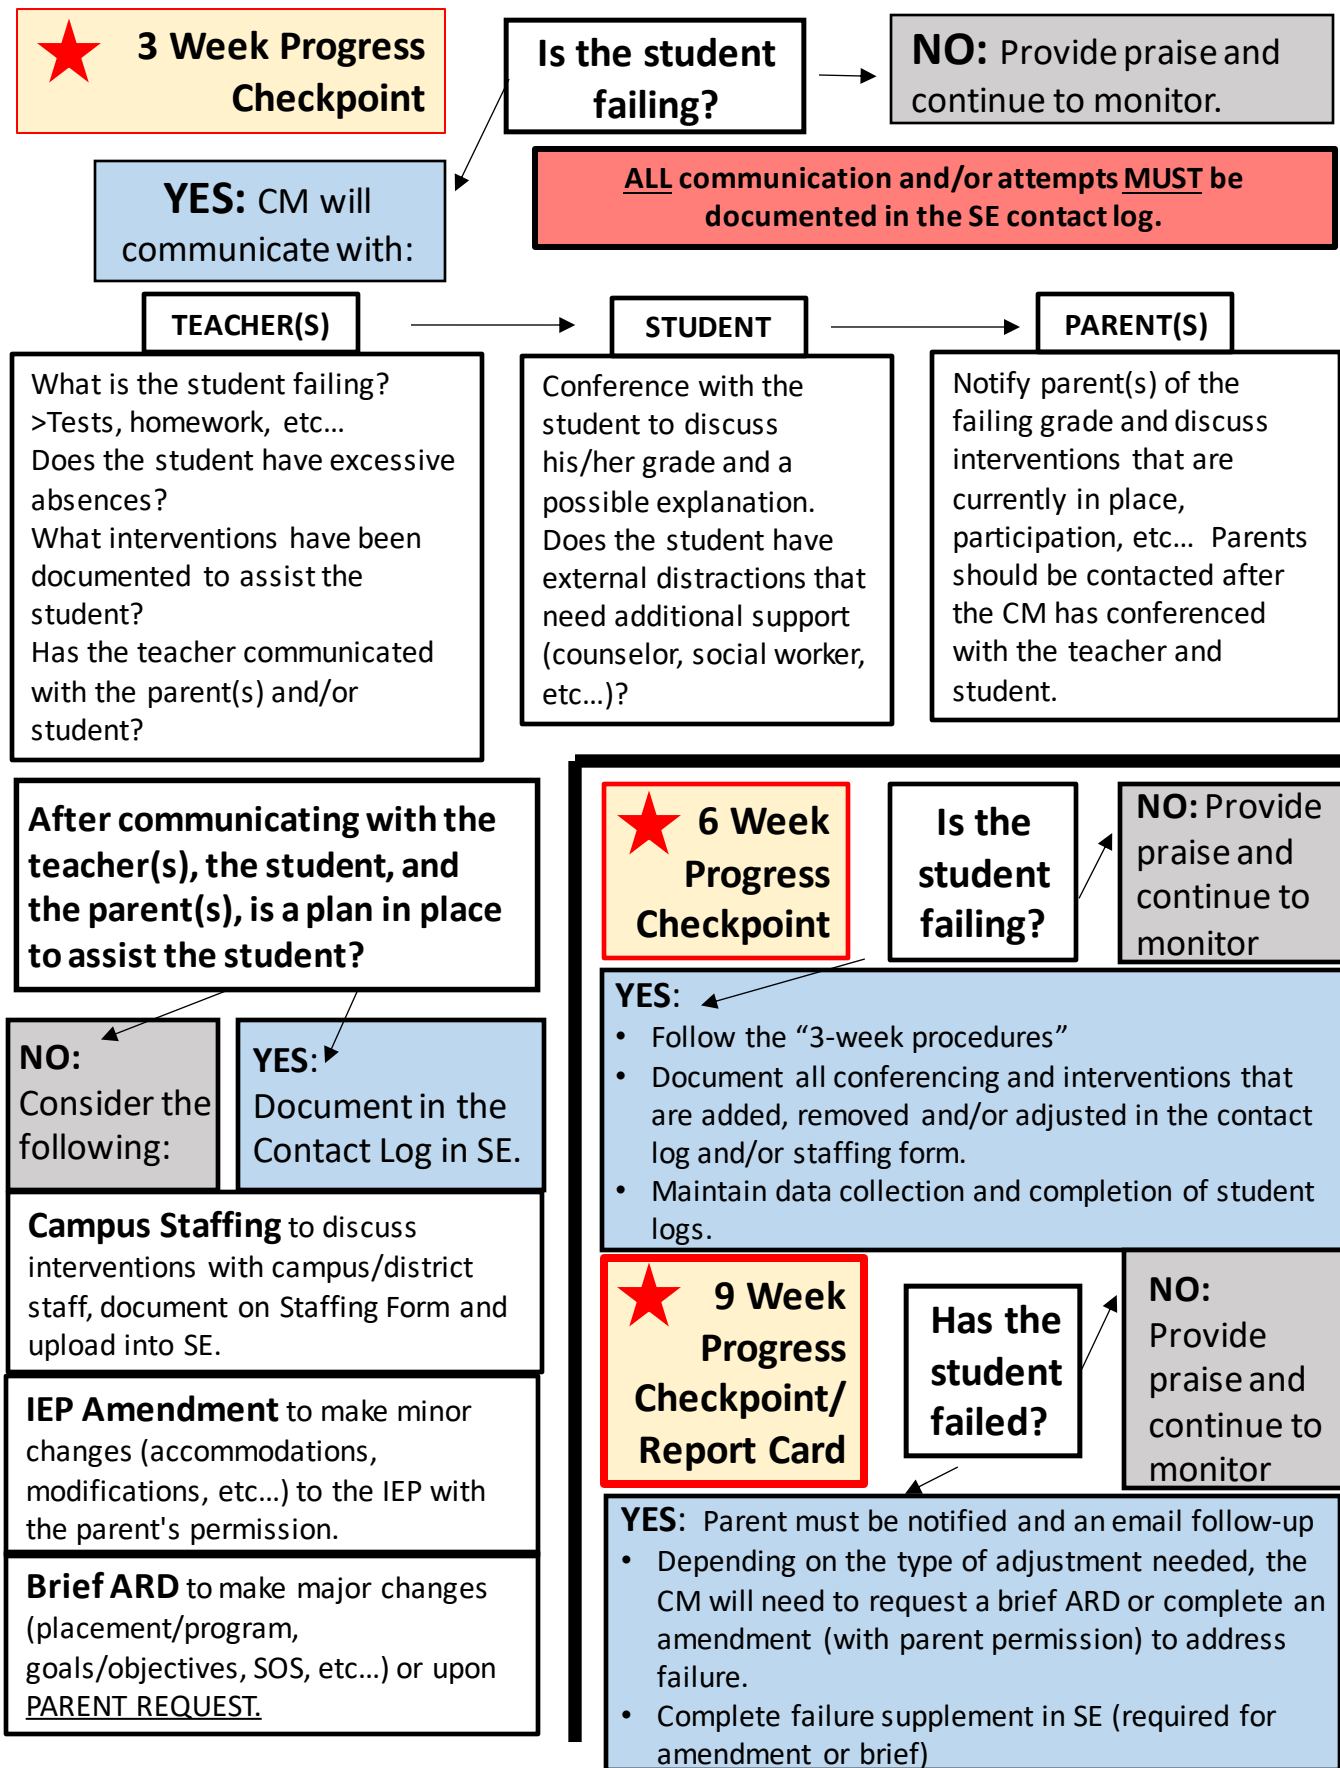 3 Week Progress
Checkpoint
Is the student
failing?
NO: Provide praise and
continue to monitor.
ALL communication and/or attempts MUST be
documented in the SE contact log.
YES: CM will
communicate with:
TEACHER(S)
What is the student failing?
>Tests, homework, etc…
Does the student have excessive
absences?
What interventions have been
documented to assist the
student?
Has the teacher communicated
with the parent(s) and/or
student?
STUDENT
Conference with the
student to discuss
his/her grade and a
possible explanation.
Does the student have
external distractions that
need additional support
(counselor, social worker,
etc…)?
PARENT(S)
Notify parent(s) of the
failing grade and discuss
interventions that are
currently in place,
participation, etc… Parents
should be contacted after
the CM has conferenced
with the teacher and
student.
After communicating with the
teacher(s), the student, and
the parent(s), is a plan in place
to assist the student?
NO:
Consider the
following:
YES:
Document in the
Contact Log in SE.
Campus Staffing to discuss
interventions with campus/district
staff, document on Staffing Form and
upload into SE.
IEP Amendment to make minor
changes (accommodations,
modifications, etc…) to the IEP with
the parent's permission.
Brief ARD to make major changes
(placement/program,
goals/objectives, SOS, etc…) or upon
PARENT REQUEST.
6 Week
Progress
Checkpoint
Is the
student
failing?
NO: Provide
praise and
continue to
monitor
YES:
• Follow the “3-week procedures”
• Document all conferencing and interventions that
are added, removed and/or adjusted in the contact
log and/or staffing form.
• Maintain data collection and completion of student
logs.
9 Week
Progress
Checkpoint/
Report Card
Has the
student
failed?
NO:
Provide
praise and
continue to
monitor
YES: Parent must be notified and an email follow-up
• Depending on the type of adjustment needed, the
CM will need to request a brief ARD or complete an
amendment (with parent permission) to address
failure.
• Complete failure supplement in SE (required for
amendment or brief)